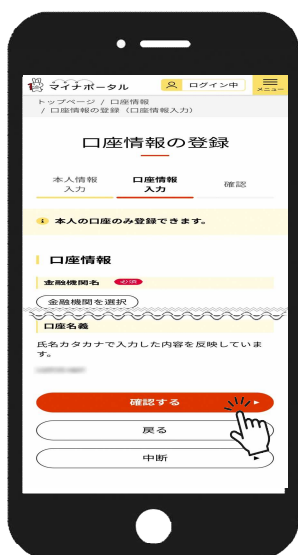 マイナポータル
ログイン中
メニュー
トップページ / 口座情報
/ 口座情報の登録（口座情報入力）
口座情報の登録
本人情報
入力
口座情報
入力
確認
本人の口座のみ登録できます。
口座情報
金融機関名 必須
金融機関を選択
口座名義
氏名カタカナで入力した内容を反映していま
す。
確認する
戻る
中断